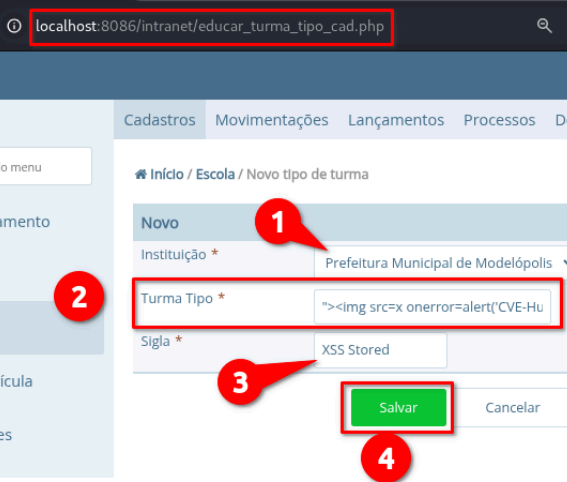 localhost:8086/intranet/educar_turma_tipo_cad.php
Cadastros Movimentações Lançamentos Processos D
o menu
Início / Escola / Novo tipo de turma
amento
Novo
1
Instituição *
Prefeitura Municipal de Modelópolis
2
Turma Tipo *
"><img src=x onerror=alert('CVE-Hu
Sigla *
XSS Stored
3
ícula
Salvar
Cancelar
es
4